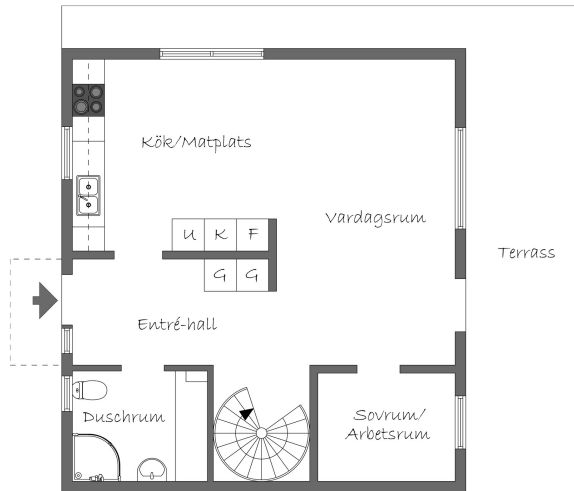 Kök/Matplats
Vardagsrum
U K F
Terrass
G G
Entré-hall
Duschrum
Sovrum/
Arbetsrum